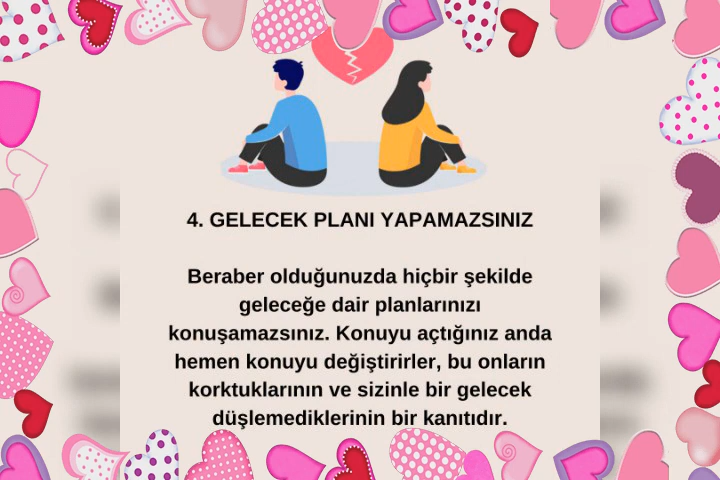 4. GELECEK PLANI YAPAMAZSINIZ
Beraber olduğunuzda hiçbir şekilde
geleceğe dair planlarınızı
konuşamazsınız. Konuyu açtığınız anda
hemen konuyu değiştirirler, bu onların
korktuklarının ve sizinle bir gelecek
düşlemediklerinin bir kanıtıdır.